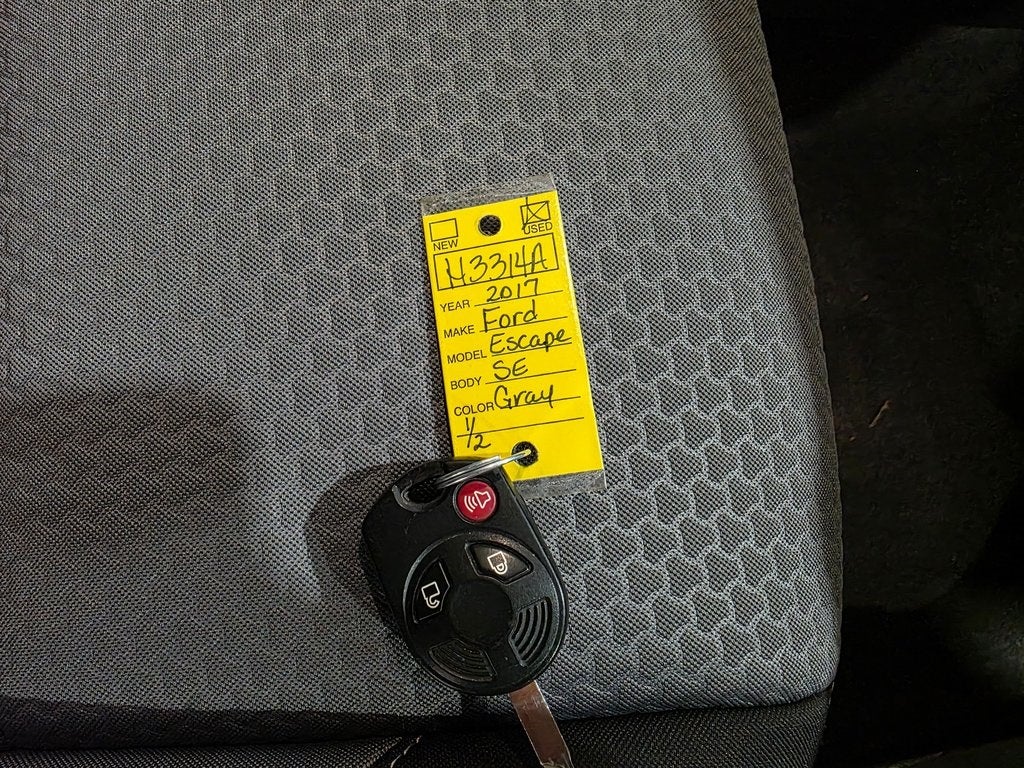 NEW USED
H3314A
YEAR 2017
MAKE Ford
MODEL Escape
BODY SE
COLOR Gray
1/2